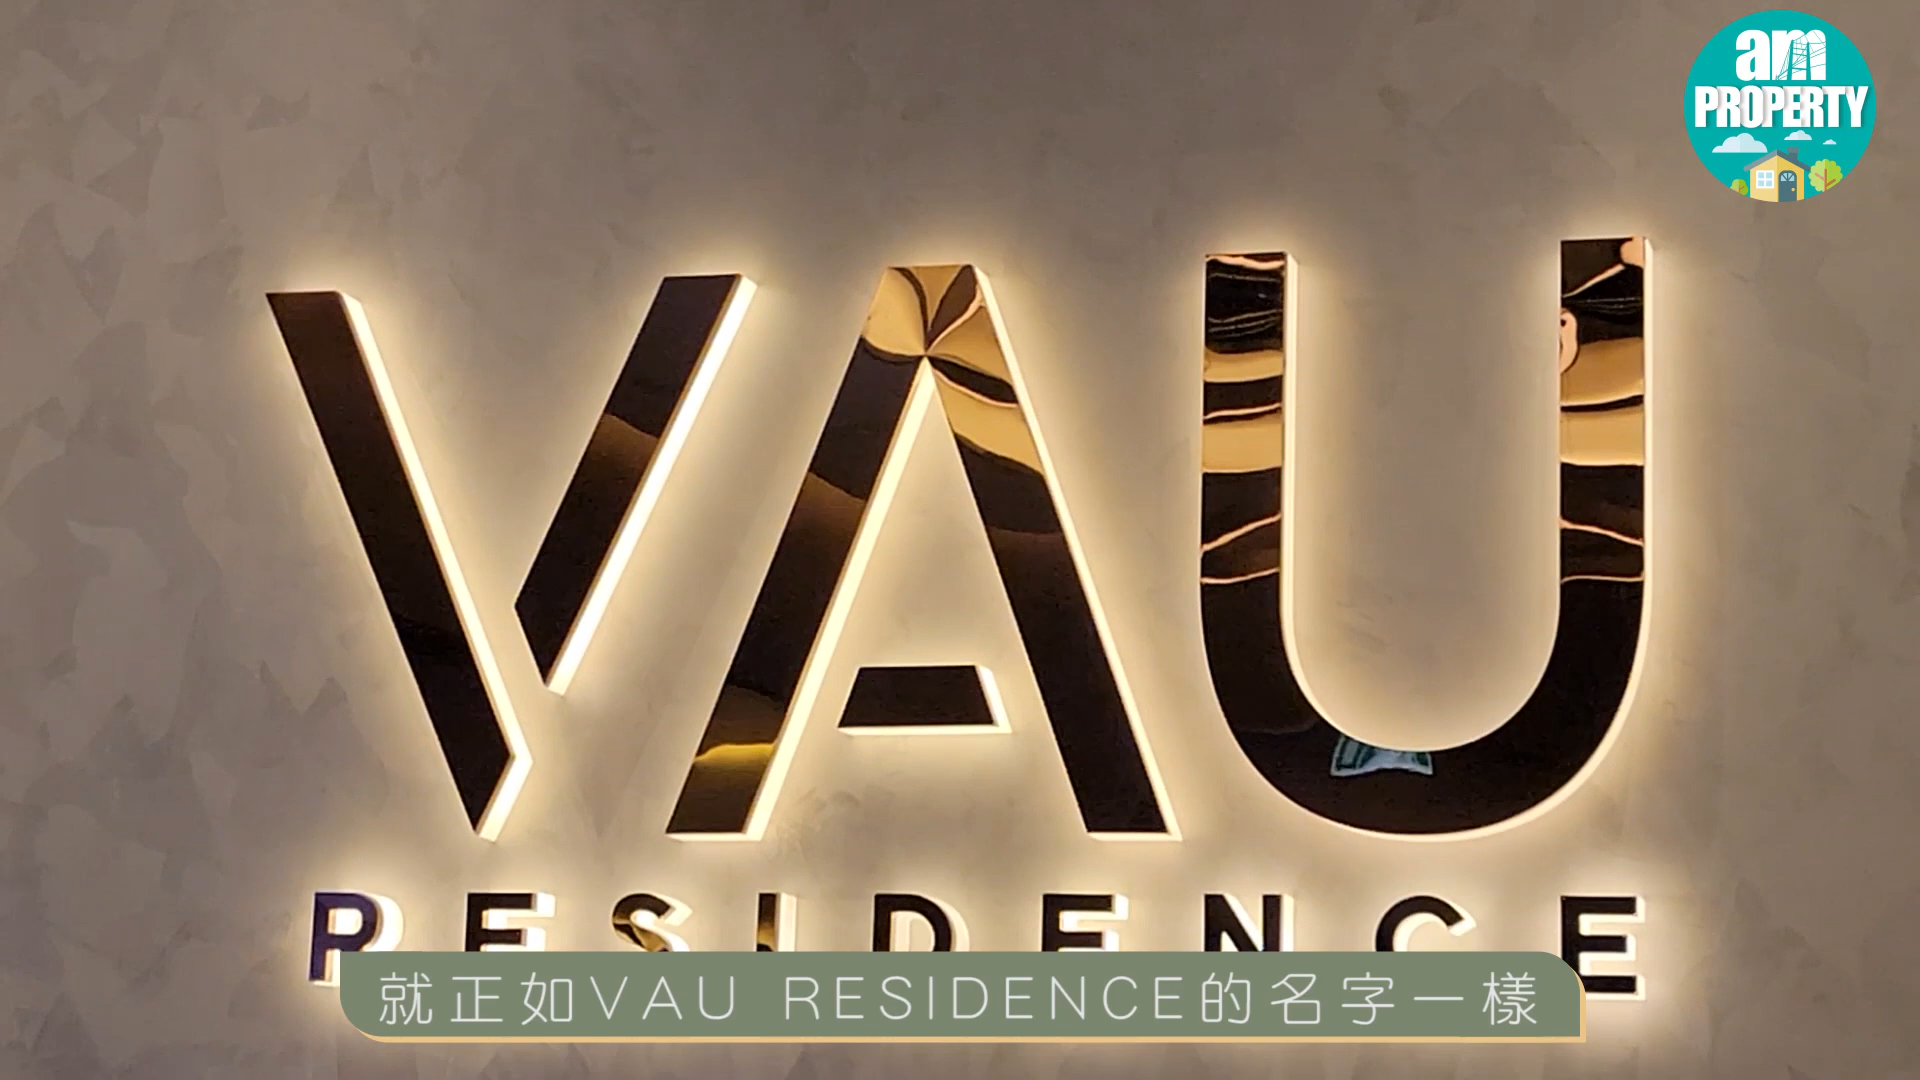 am
PROPERTY
VAU
RESIDENCE
就正如VAU RESIDENCE的名字一樣